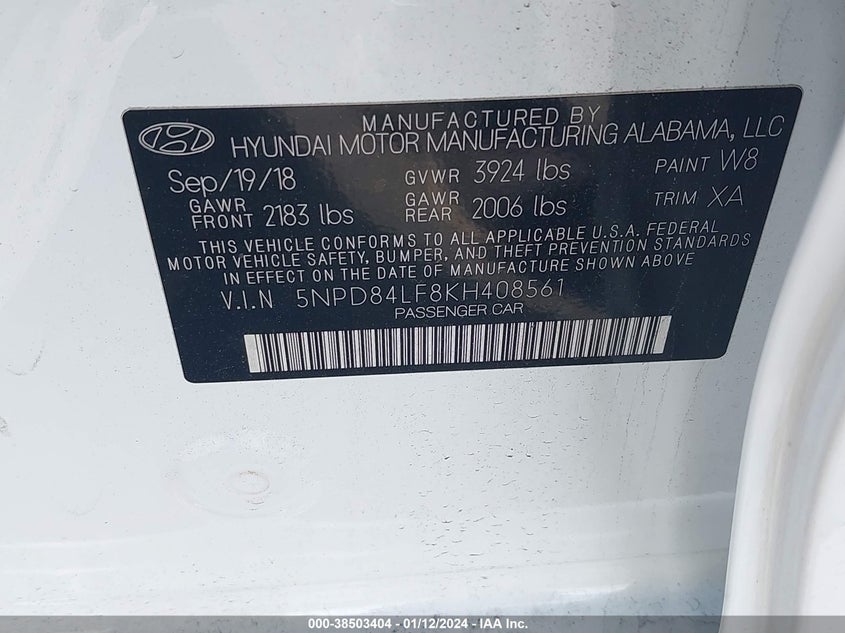 MANUFACTURED BY
HYUNDAI MOTOR MANUFACTURING ALABAMA, LLC
Sep/19/18 GVWR 3924 lbs PAINT W8
GAWR FRONT 2183 lbs GAWR REAR 2006 lbs TRIM XA
THIS VEHICLE CONFORMS TO ALL APPLICABLE U.S.A. FEDERAL
MOTOR VEHICLE SAFETY, BUMPER, AND THEFT PREVENTION STANDARDS
IN EFFECT ON THE DATE OF MANUFACTURE SHOWN ABOVE
V.I.N 5NPD84LF8KH408561
PASSENGER CAR
000-38503404 - 01/12/2024 - IAA Inc.